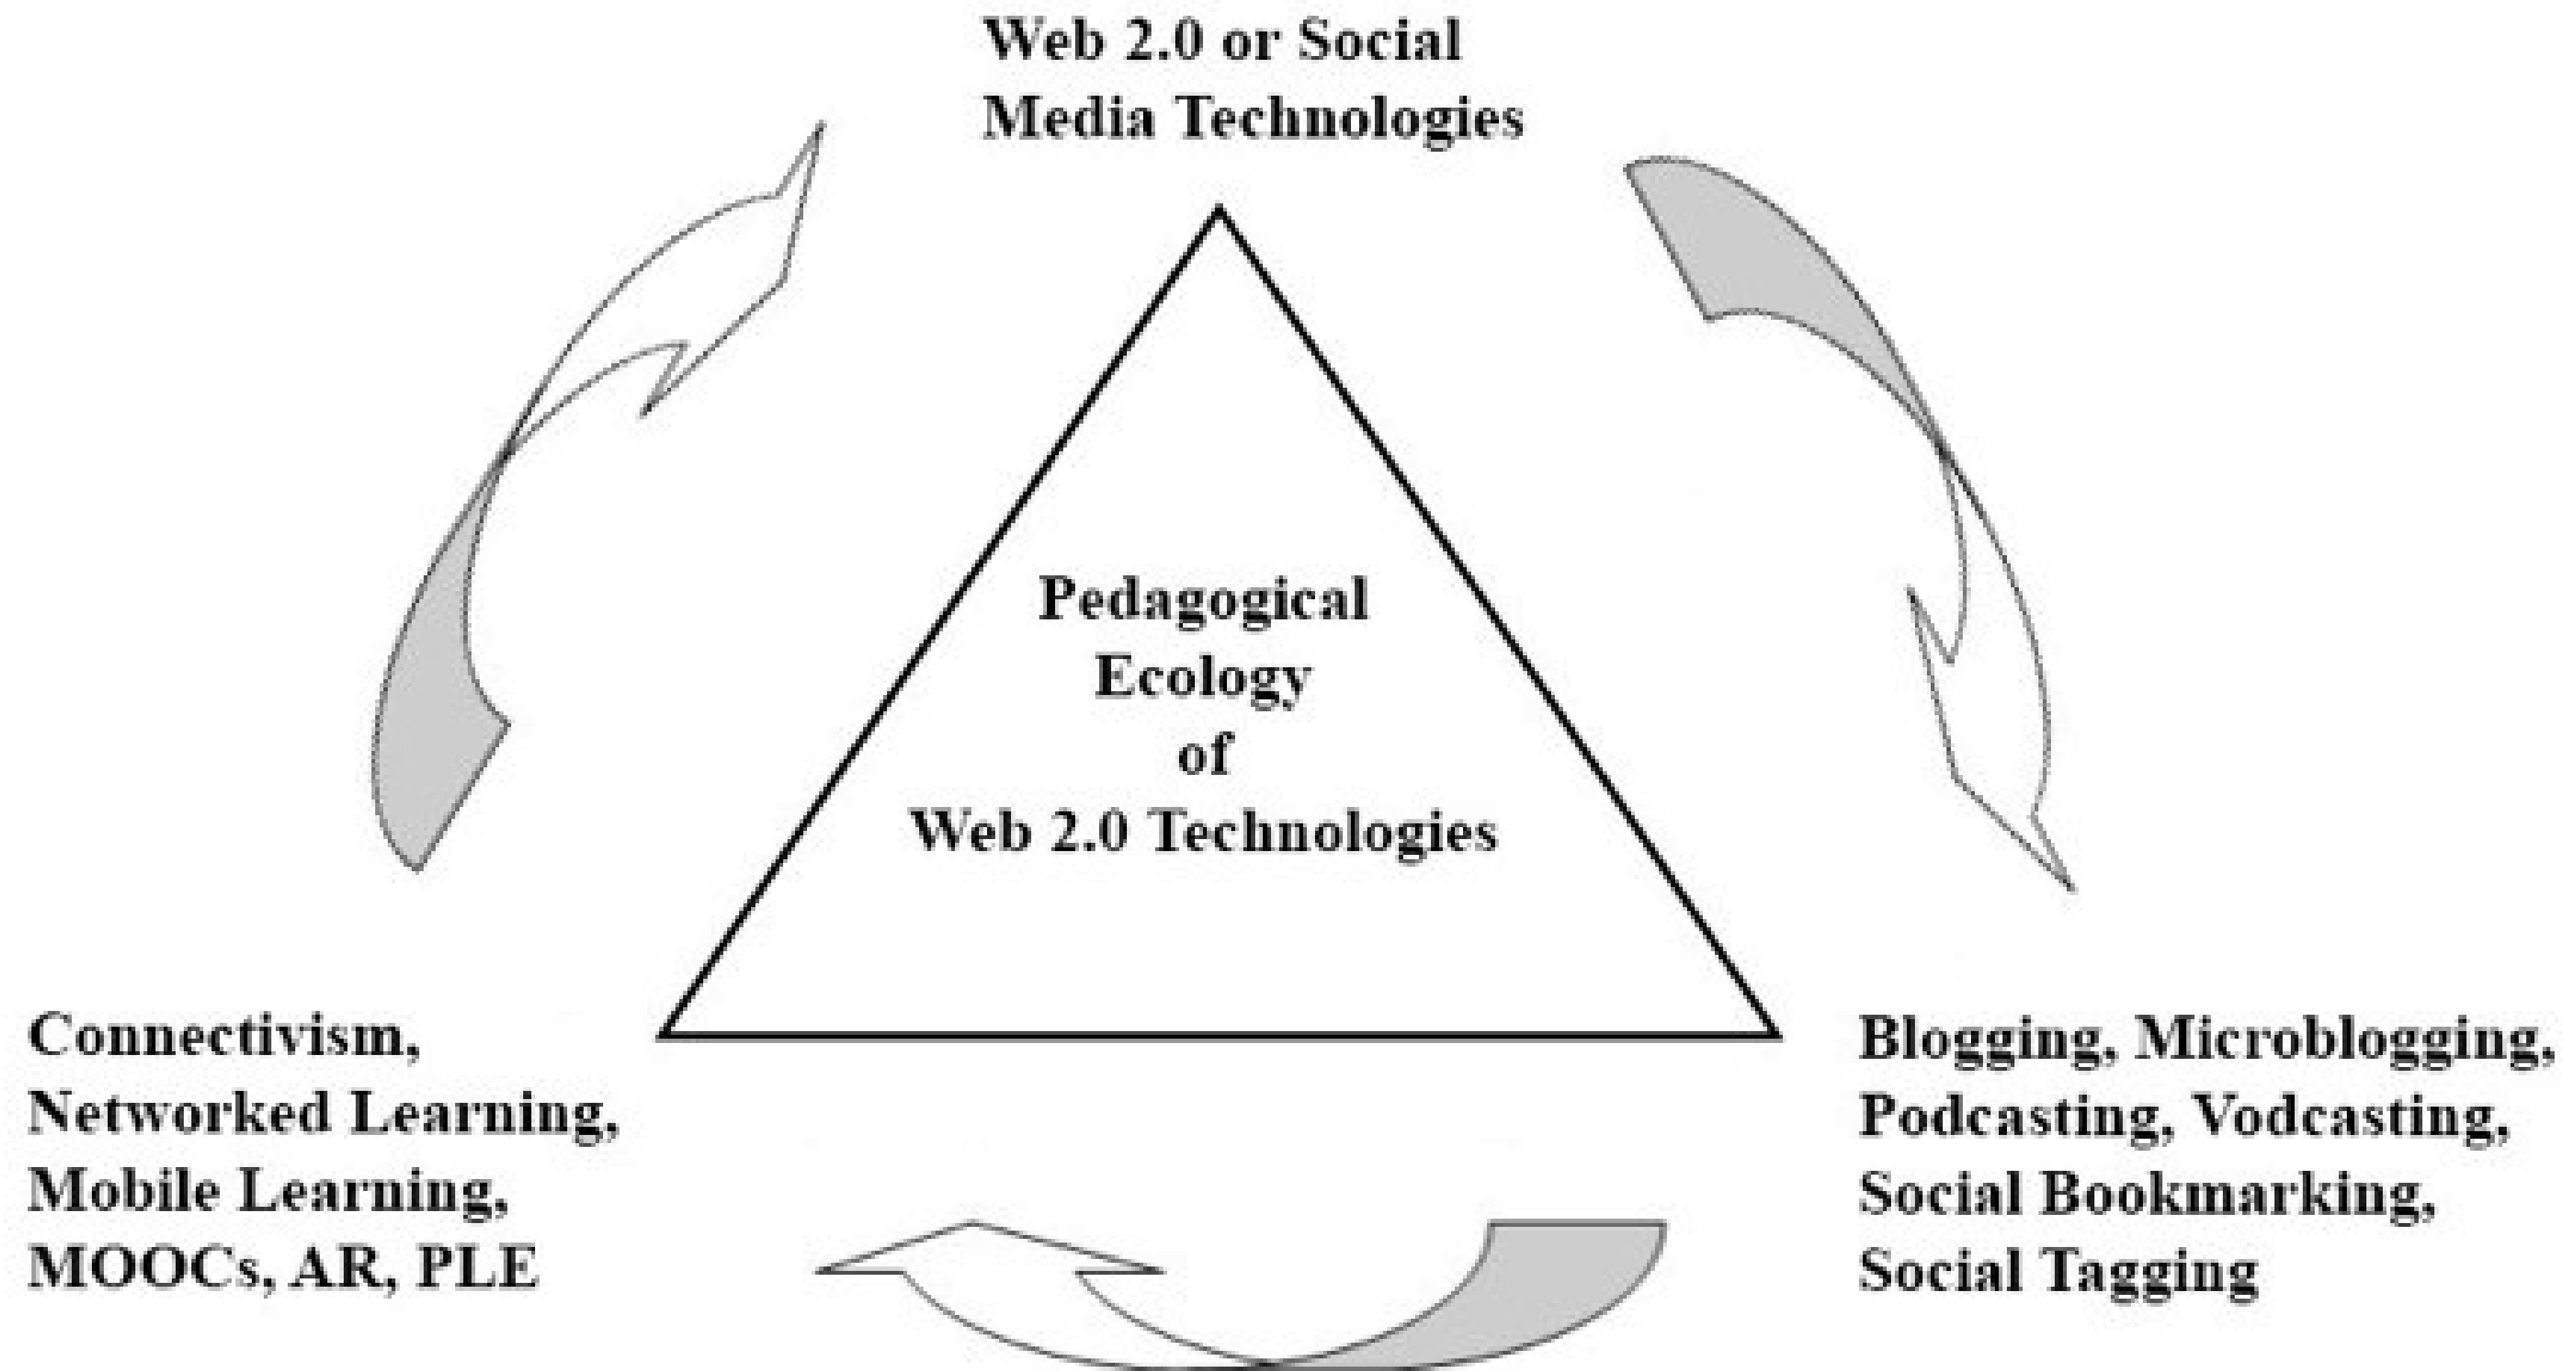 Web 2.0 or Social
Media Technologies
Pedagogical
Ecology
of
Web 2.0 Technologies
Connectivism,
Networked Learning,
Mobile Learning,
MOOCs, AR, PLE
Blogging, Microblogging,
Podcasting, Vodcasting,
Social Bookmarking,
Social Tagging